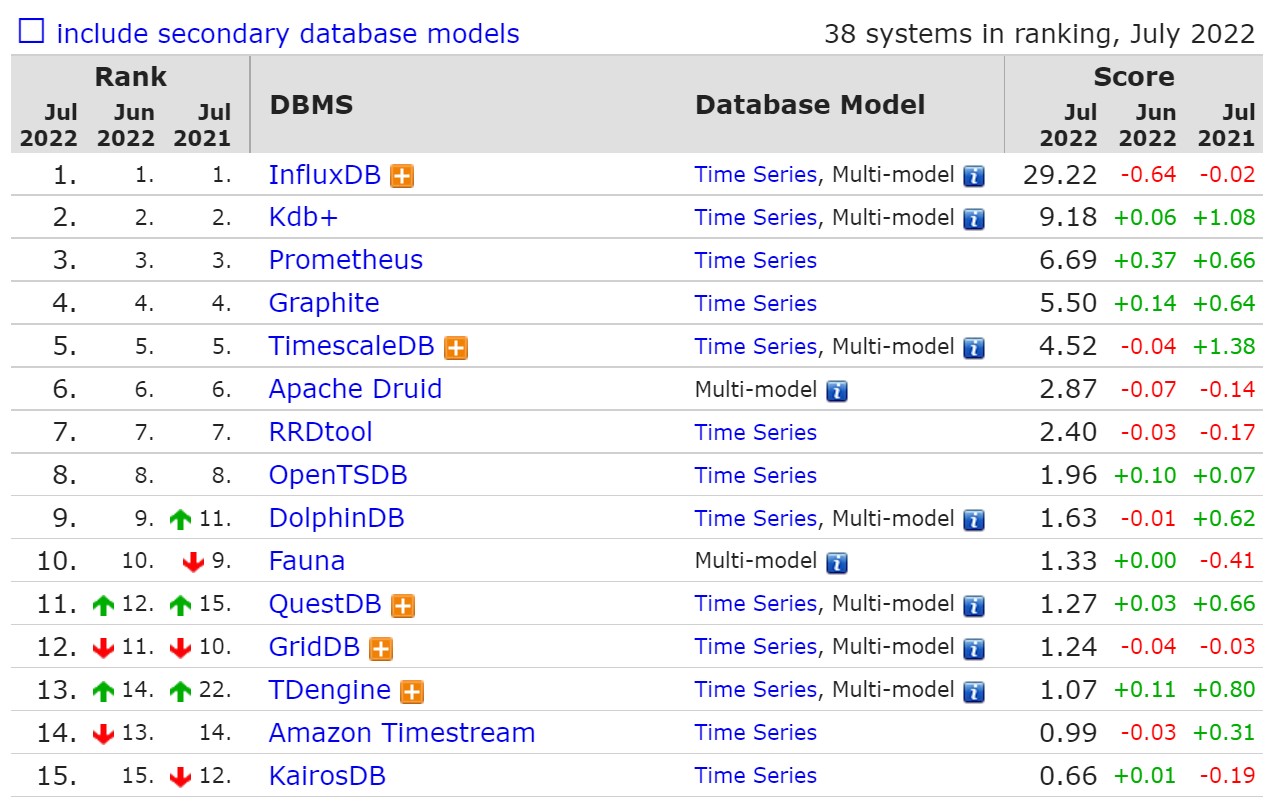 include secondary database models 38 systems in ranking, July 2022
Rank Score
Jul Jun Jul DBMS Database Model Jul Jun Jul
2022 2022 2021 2022 2022 2021
1. 1. 1. InfluxDB Time Series, Multi-model 29.22 -0.64 -0.02
2. 2. 2. Kdb+ Time Series, Multi-model 9.18 +0.06 +1.08
3. 3. 3. Prometheus Time Series 6.69 +0.37 +0.66
4. 4. 4. Graphite Time Series 5.50 +0.14 +0.64
5. 5. 5. TimescaleDB Time Series, Multi-model 4.52 -0.04 +1.38
6. 6. 6. Apache Druid Multi-model 2.87 -0.07 -0.14
7. 7. 7. RRDtool Time Series 2.40 -0.03 -0.17
8. 8. 8. OpenTSDB Time Series 1.96 +0.10 +0.07
9. 9. 11. DolphinDB Time Series, Multi-model 1.63 -0.01 +0.62
10. 10. 9. Fauna Multi-model 1.33 +0.00 -0.41
11. 12. 15. QuestDB Time Series, Multi-model 1.27 +0.03 +0.66
12. 11. 10. GridDB Time Series, Multi-model 1.24 -0.04 -0.03
13. 14. 22. TDengine Time Series, Multi-model 1.07 +0.11 +0.80
14. 13. 14. Amazon Timestream Time Series 0.99 -0.03 +0.31
15. 15. 12. KairosDB Time Series 0.66 +0.01 -0.19